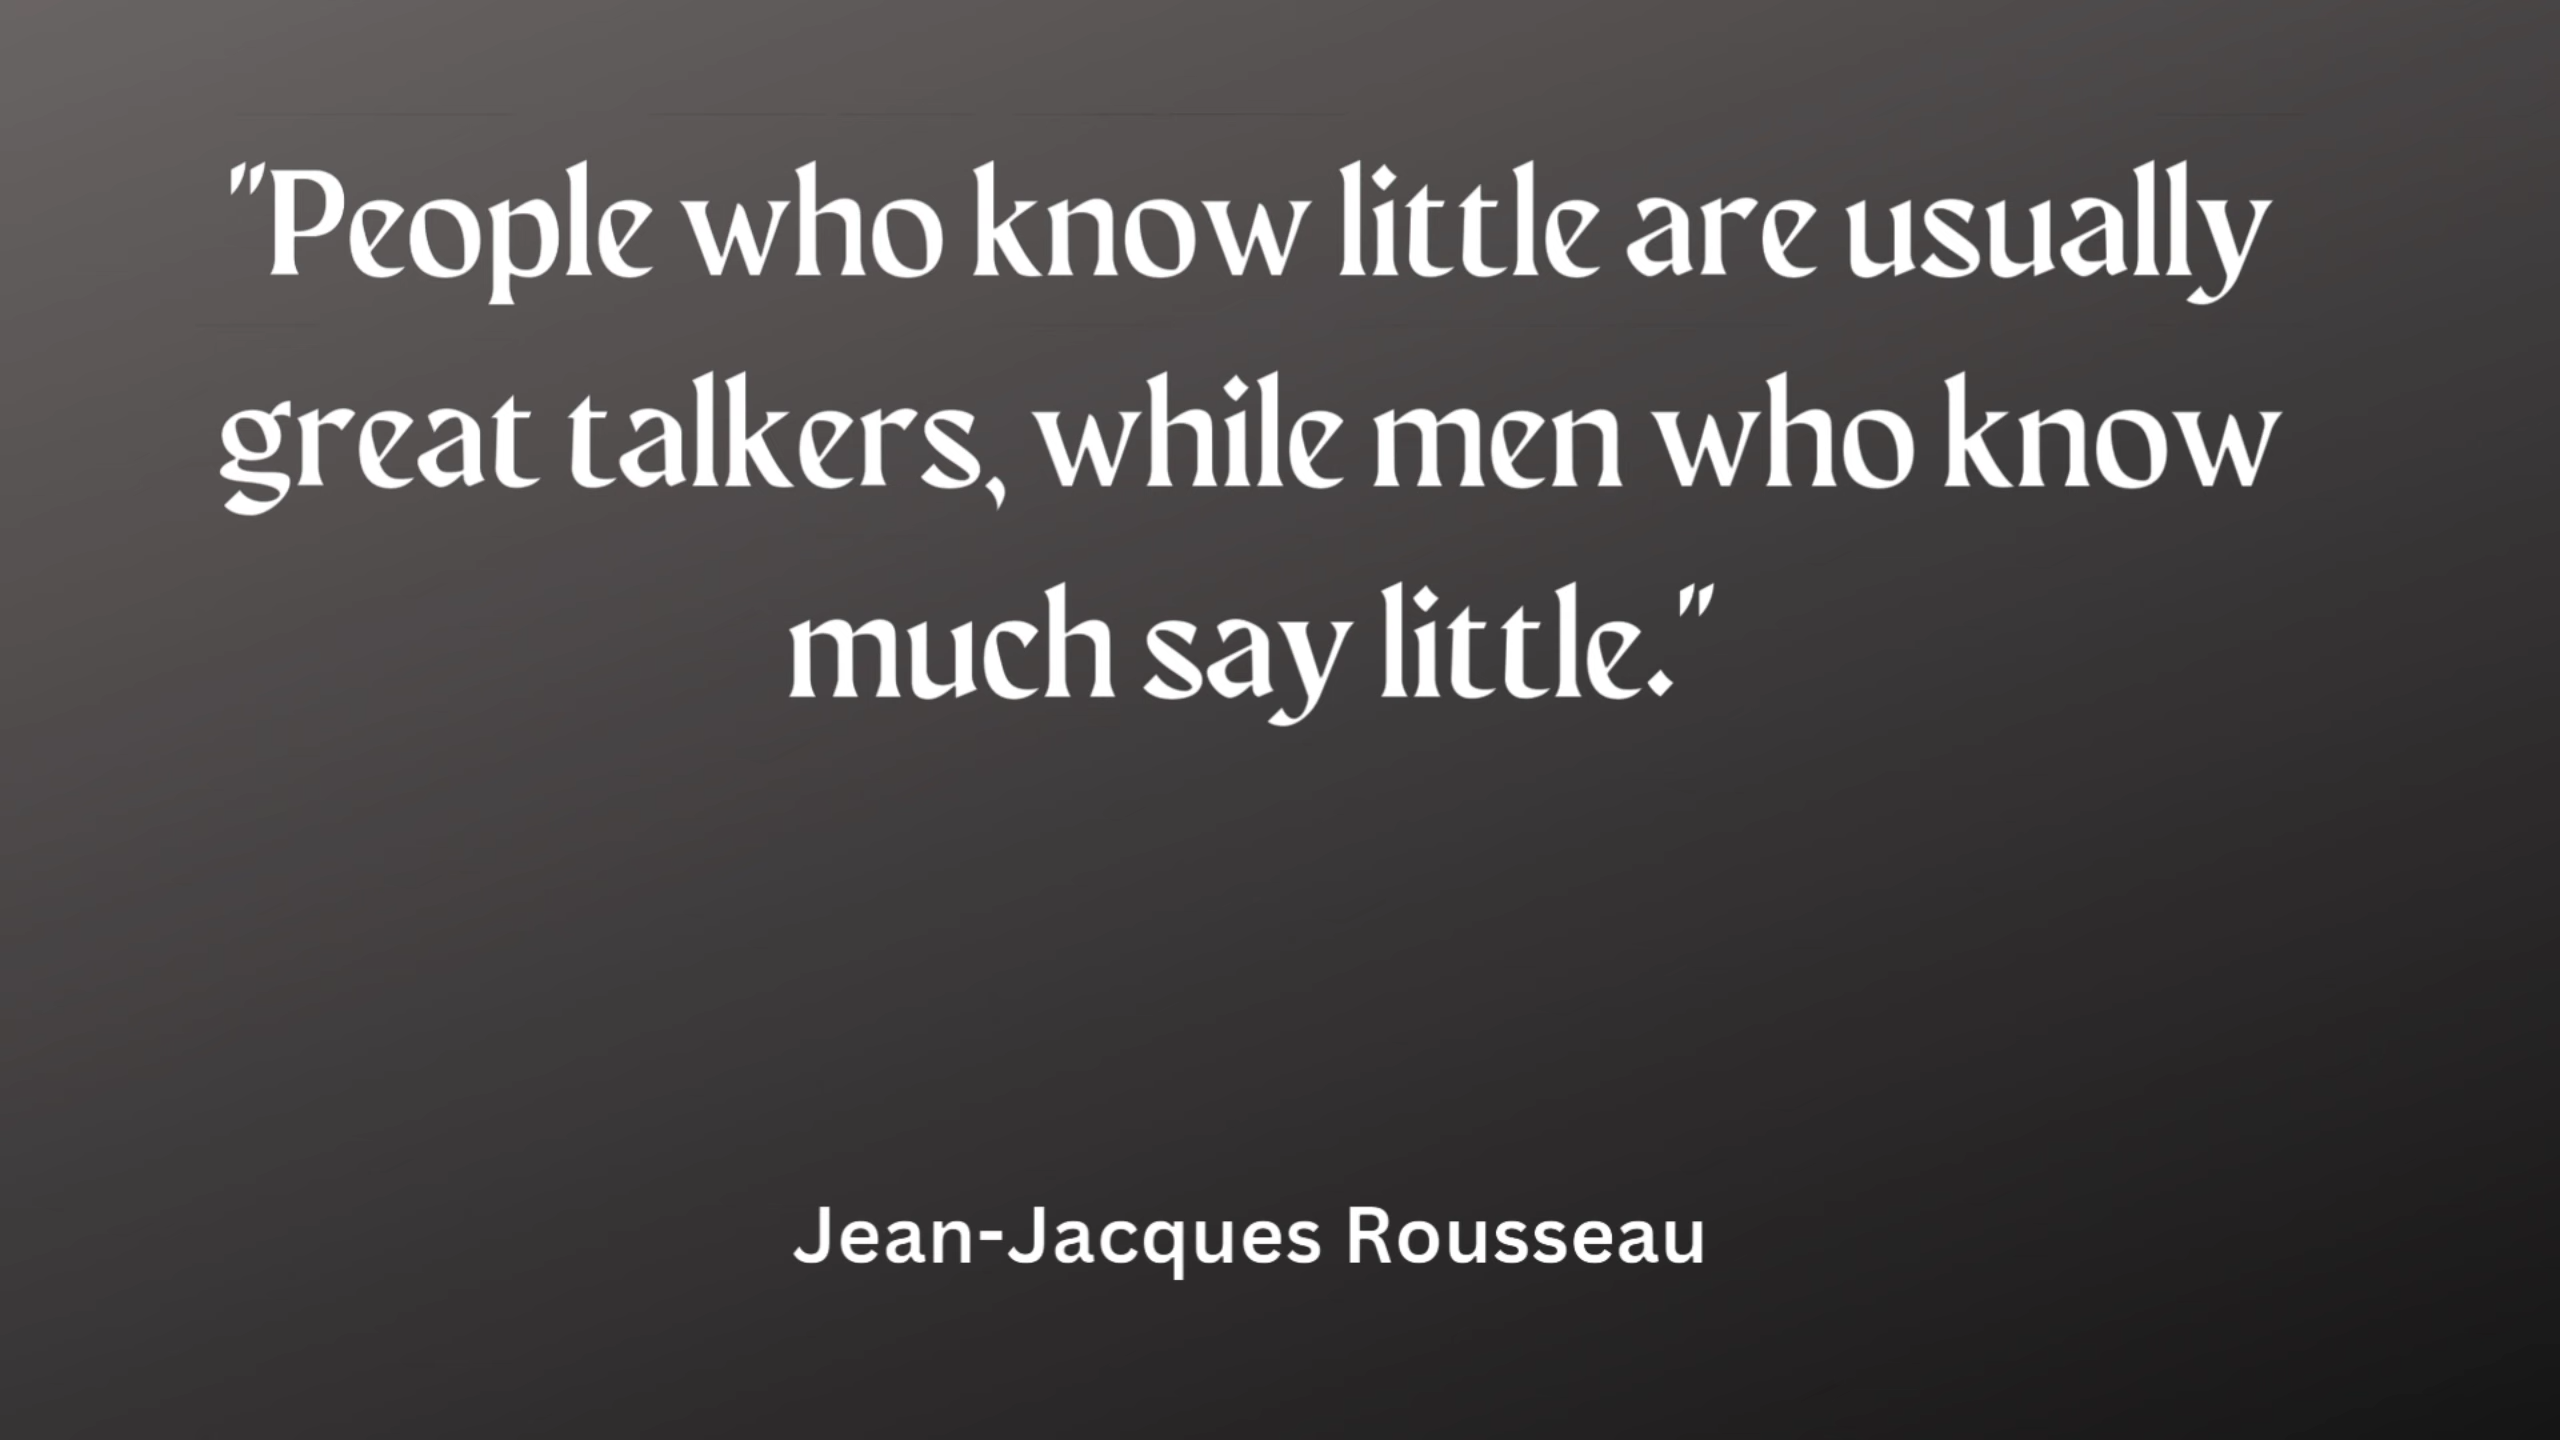 "People who know little are usually
great talkers, while men who know
much say little."
Jean-Jacques Rousseau